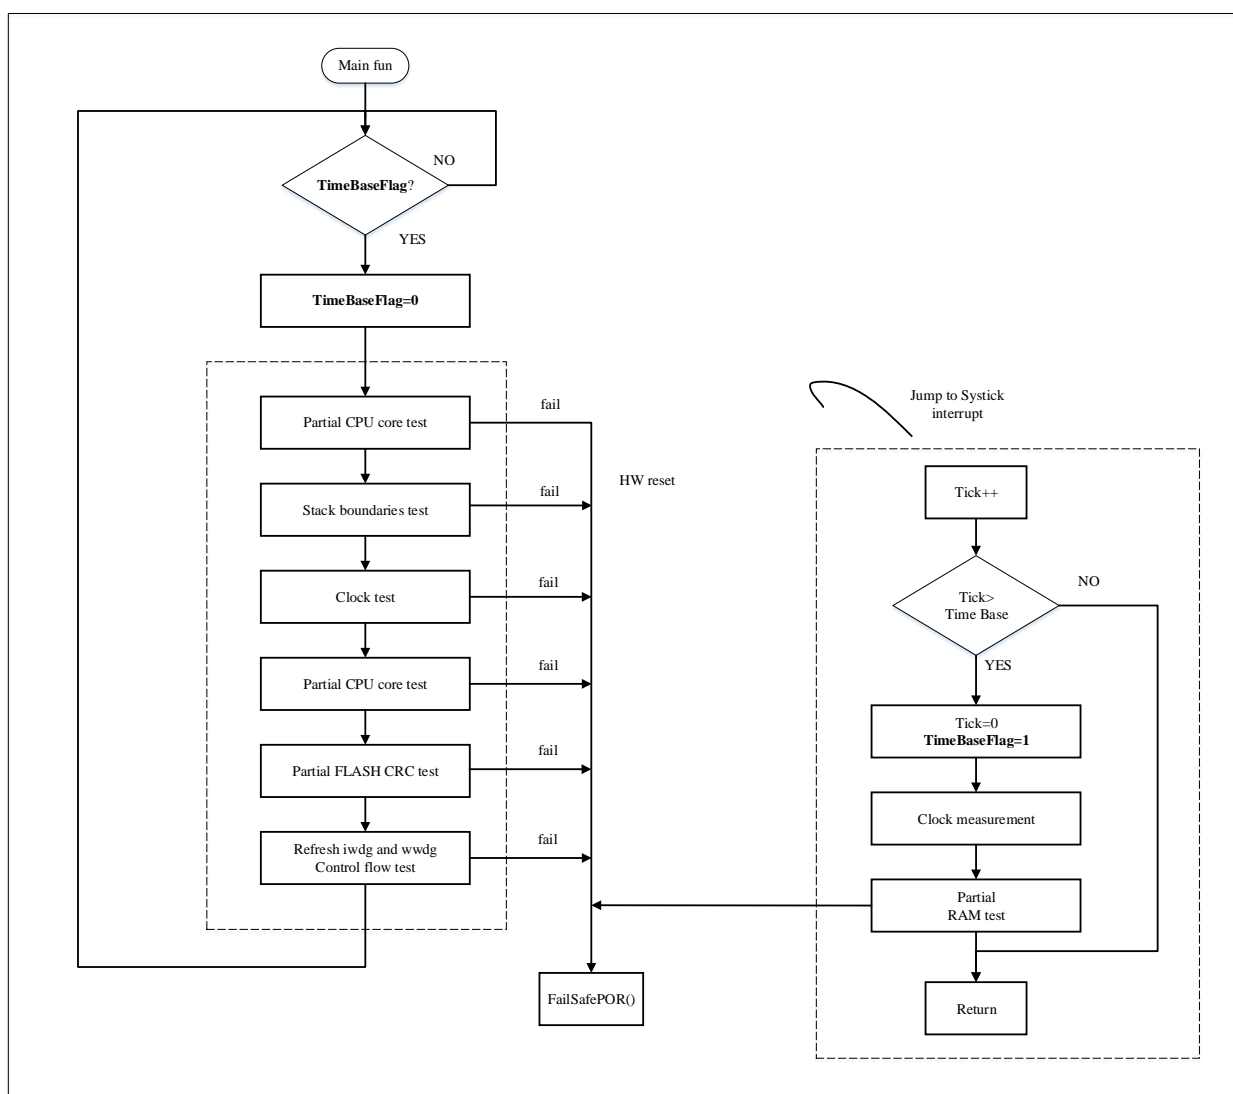 Main fun
NO
TimeBaseFlag?
YES
TimeBaseFlag=0
Partial CPU core test
fail
Stack boundaries test
fail
HW reset
Clock test
fail
Partial CPU core test
fail
Partial FLASH CRC test
fail
Refresh iwdg and wwdg
Control flow test
fail
FailSafePOR()
Jump to Systick
interrupt
Tick++
Tick>
Time Base
NO
YES
Tick=0
TimeBaseFlag=1
Clock measurement
Partial
RAM test
Return